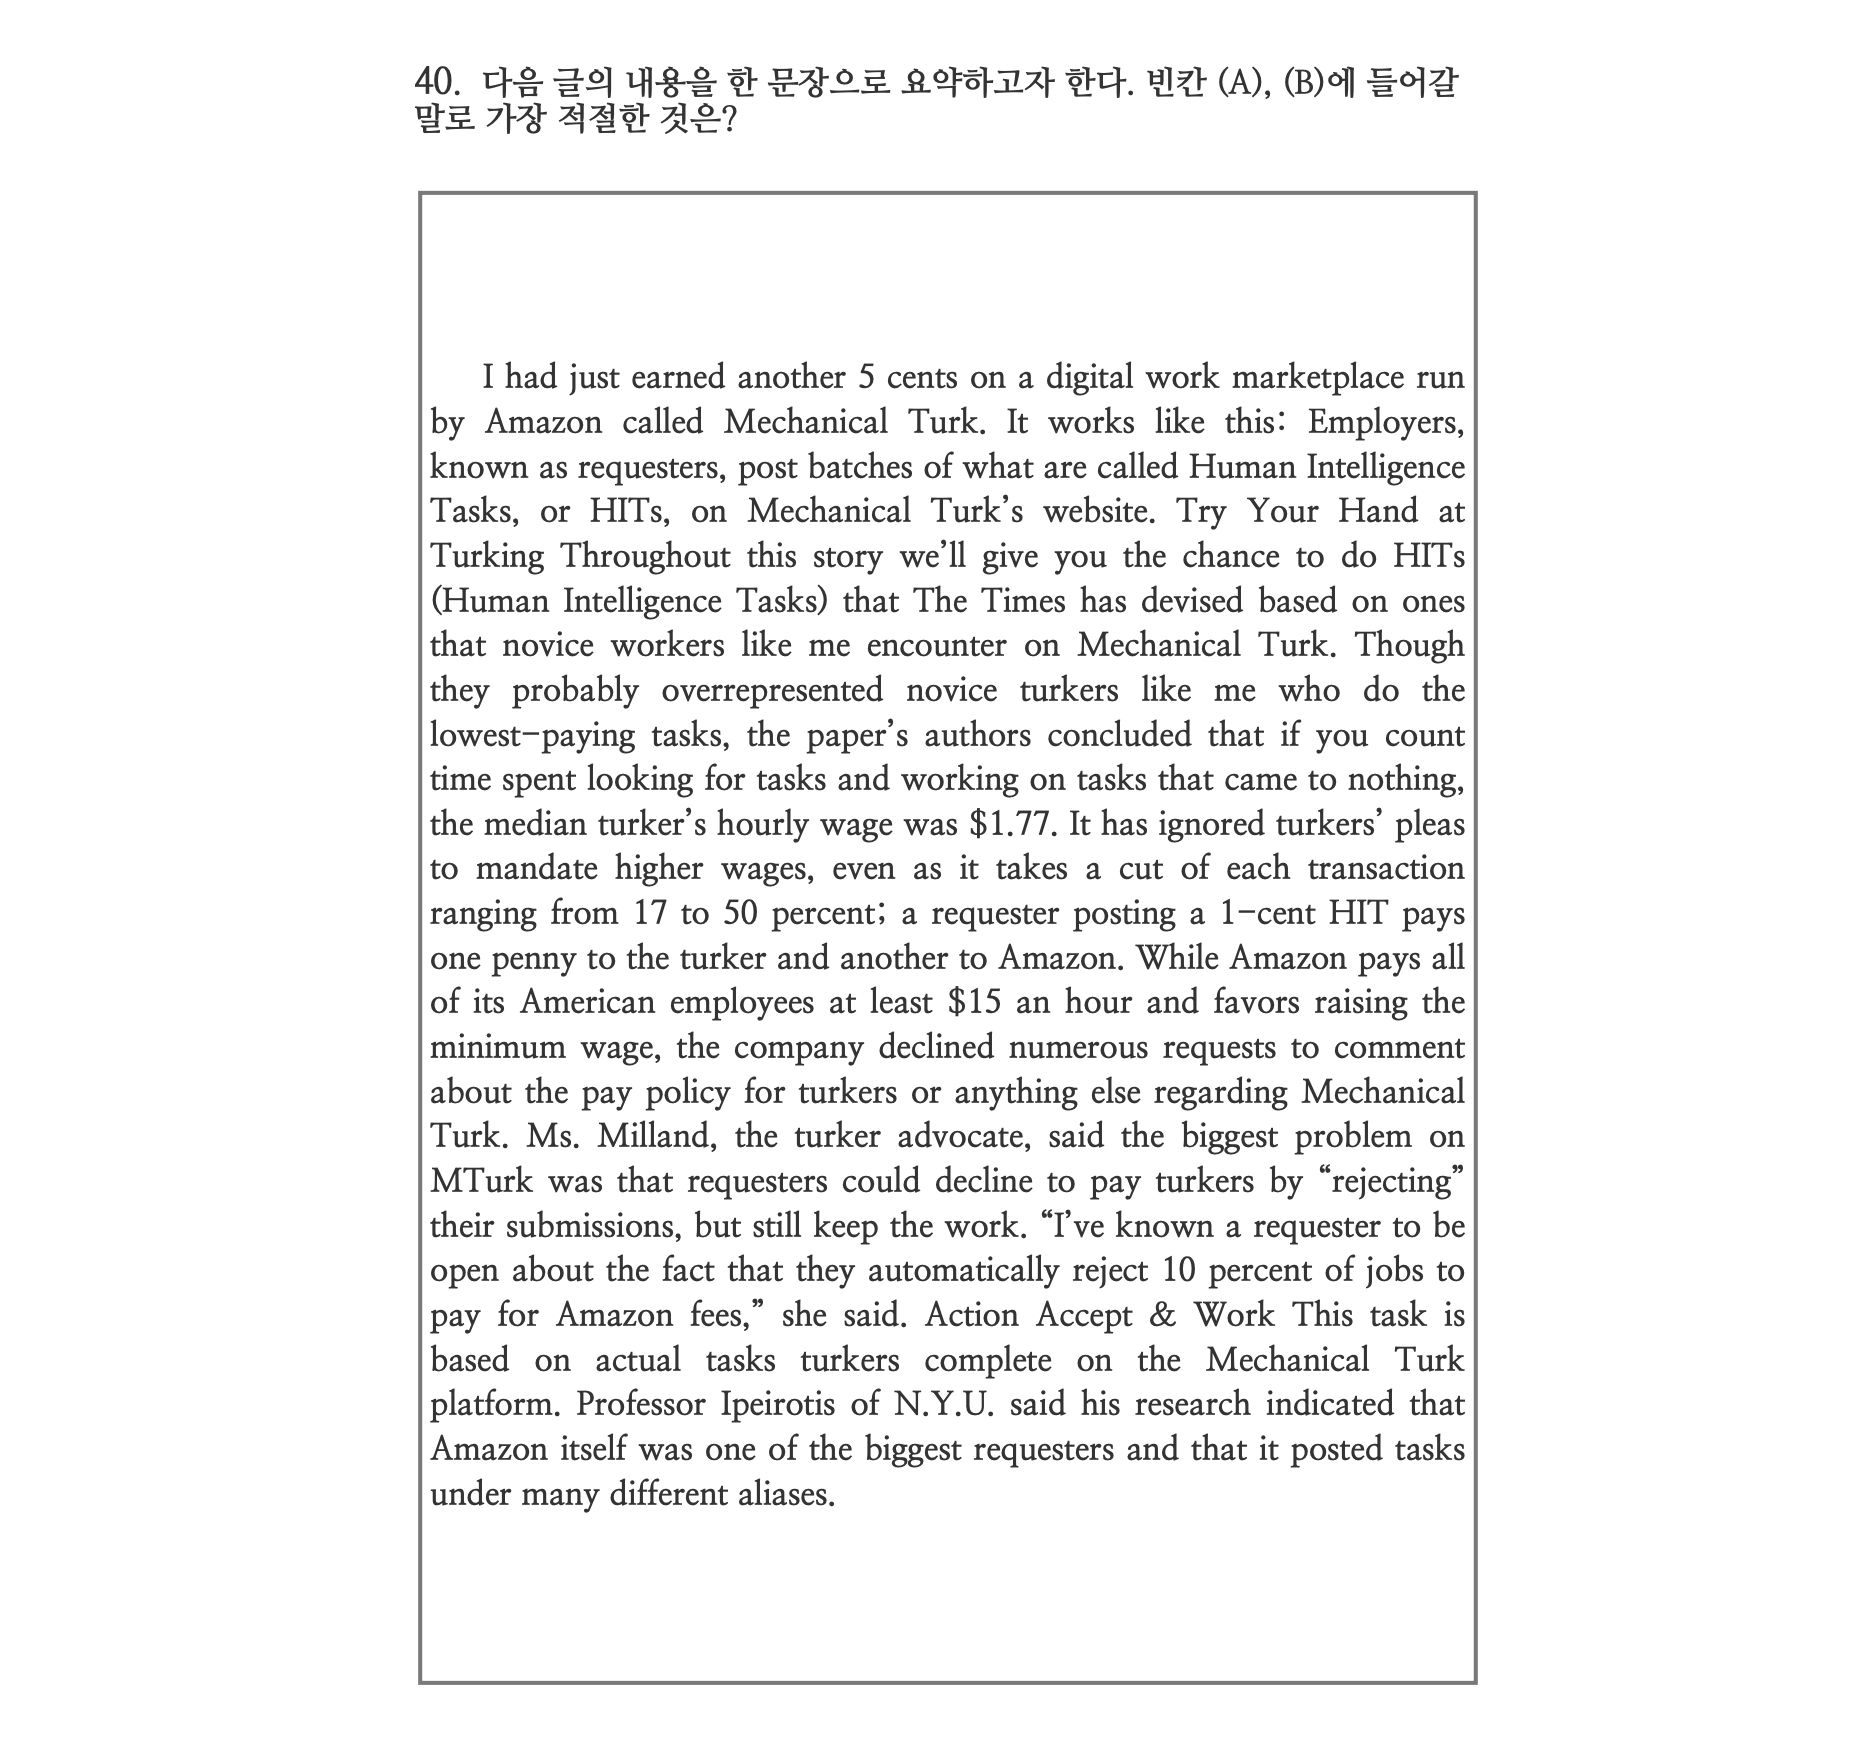 40. 다음 글의 내용을 한 문장으로 요약하고자 한다. 빈칸 (A), (B)에 들어갈
말로 가장 적절한 것은?
I had just earned another 5 cents on a digital work marketplace run
by Amazon called Mechanical Turk. It works like this: Employers,
known as requesters, post batches of what are called Human Intelligence
Tasks, or HITs, on Mechanical Turk’s website. Try Your Hand at
Turking Throughout this story we’ll give you the chance to do HITs
(Human Intelligence Tasks) that The Times has devised based on ones
that novice workers like me encounter on Mechanical Turk. Though
they probably overrepresented novice turkers like me who do the
lowest-paying tasks, the paper’s authors concluded that if you count
time spent looking for tasks and working on tasks that came to nothing,
the median turker’s hourly wage was $1.77. It has ignored turkers’ pleas
to mandate higher wages, even as it takes a cut of each transaction
ranging from 17 to 50 percent; a requester posting a 1-cent HIT pays
one penny to the turker and another to Amazon. While Amazon pays all
of its American employees at least $15 an hour and favors raising the
minimum wage, the company declined numerous requests to comment
about the pay policy for turkers or anything else regarding Mechanical
Turk. Ms. Milland, the turker advocate, said the biggest problem on
MTurk was that requesters could decline to pay turkers by “rejecting”
their submissions, but still keep the work. “I’ve known a requester to be
open about the fact that they automatically reject 10 percent of jobs to
pay for Amazon fees,” she said. Action Accept & Work This task is
based on actual tasks turkers complete on the Mechanical Turk
platform. Professor Ipeirotis of N.Y.U. said his research indicated that
Amazon itself was one of the biggest requesters and that it posted tasks
under many different aliases.